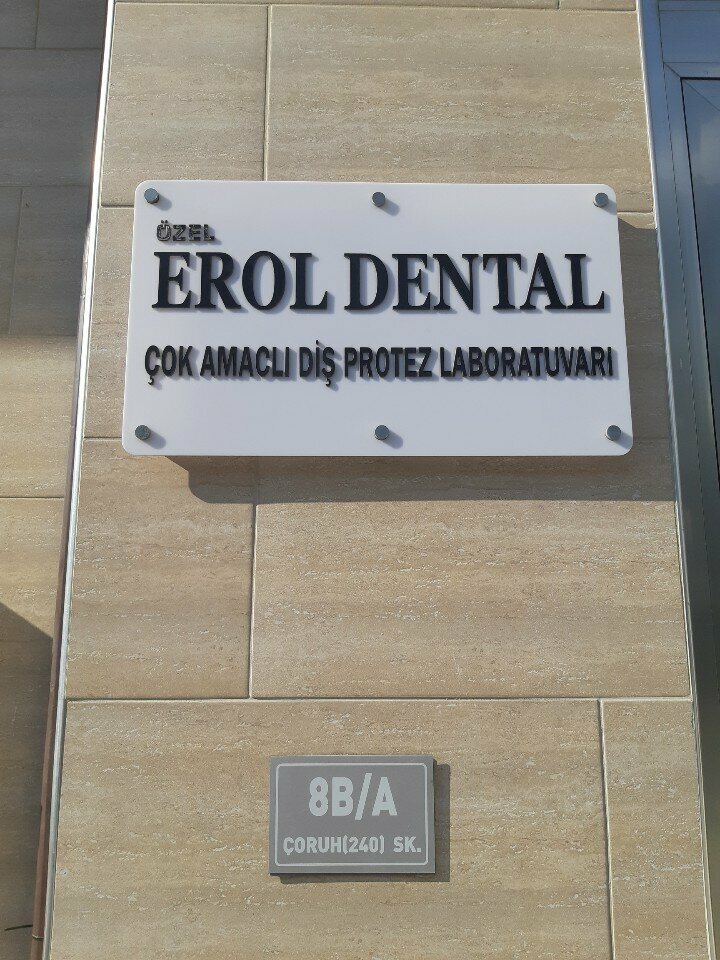 ÖZEL
EROL DENTAL
ÇOK AMACLI DİŞ PROTEZ LABORATUVARI
8B/A
ÇORUH(240) SK.